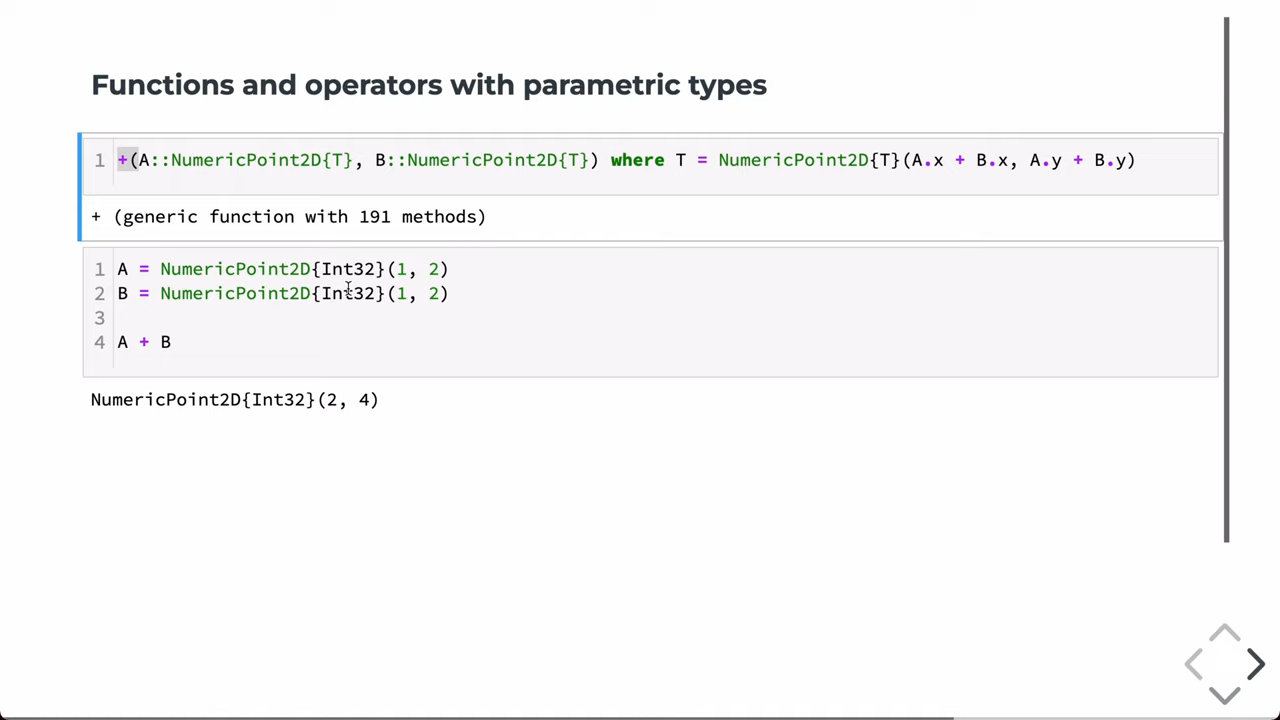 Functions and operators with parametric types
1 +(A::NumericPoint2D{T}, B::NumericPoint2D{T}) where T = NumericPoint2D{T}(A.x + B.x, A.y + B.y)
+ (generic function with 191 methods)
1 A = NumericPoint2D{Int32}(1, 2)
2 B = NumericPoint2D{Int32}(1, 2)
3
4 A + B
NumericPoint2D{Int32}(2, 4)